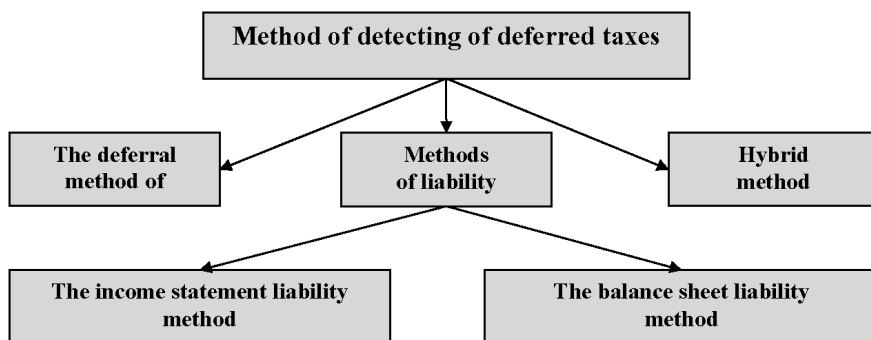 Method of detecting of deferred taxes
The deferral
method of
Methods
of liability
Hybrid
method
The income statement liability
method
The balance sheet liability
method